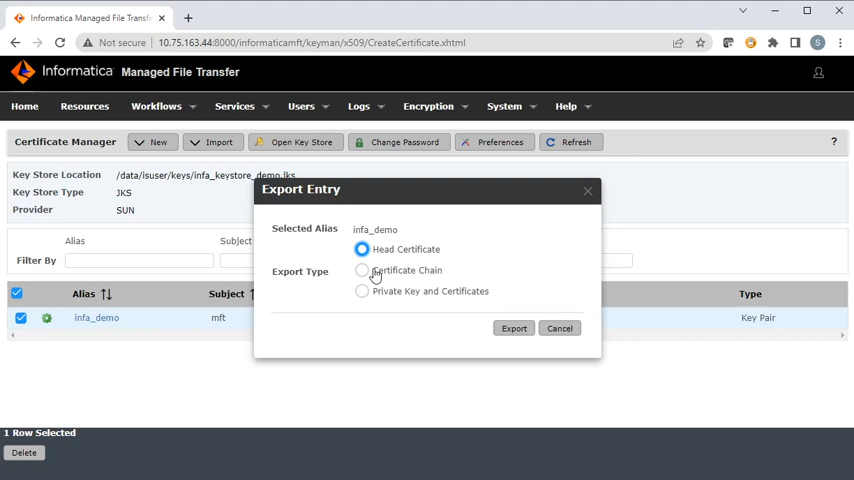 Informatica Managed File Transfe
Not secure 10.75.163.44:8000/informaticamft/keyman/x509/CreateCertificate.xhtml
S
Informatica Managed File Transfer
Home Resources Workflows Services Users Logs Encryption System Help
Certificate Manager New Import Open Key Store Change Password Preferences Refresh ?
Key Store Location /data/isuser/keys/infa_keystore_demo.jks
Key Store Type JKS
Provider SUN
Export Entry
Selected Alias infa_demo
Head Certificate
Export Type
Certificate Chain
Private Key and Certificates
Export Cancel
Alias Subject
Filter By
Alias Subject Type
infa_demo mft Key Pair
1 Row Selected
Delete